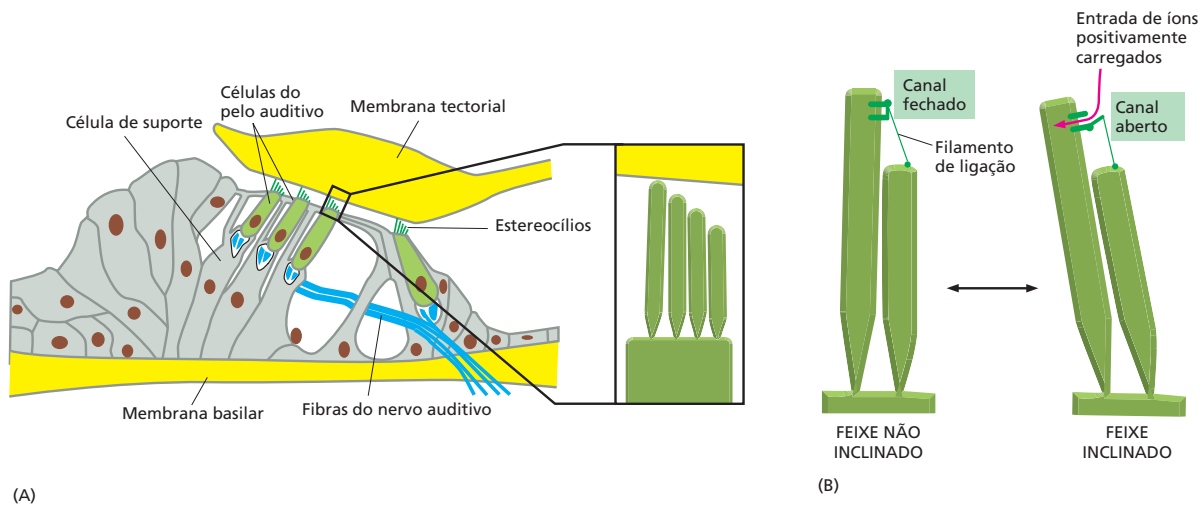 Células do
pelo auditivo
Membrana tectorial
Célula de suporte
Estereocílios
Membrana basilar
Fibras do nervo auditivo
(A)
Entrada de íons
positivamente
carregados
Canal
fechado
Canal
aberto
Filamento
de ligação
FEIXE NÃO
INCLINADO
FEIXE
INCLINADO
(B)